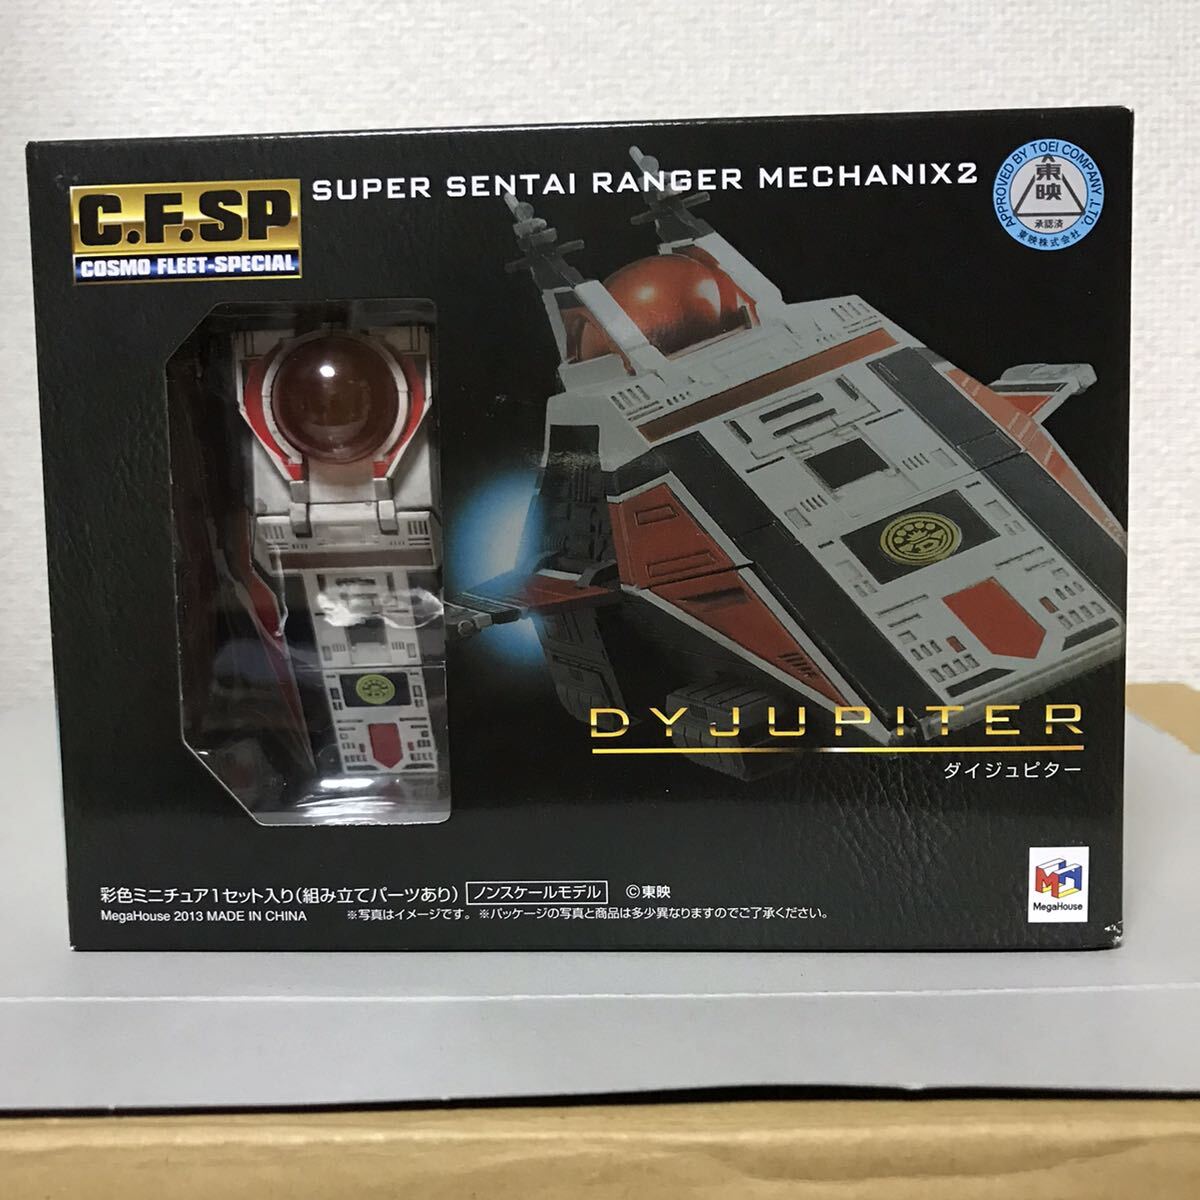 C.F.SP
COSMO FLEET-SPECIAL
SUPER SENTAI RANGER MECHANIX2
APPROVED BY TOEI COMPANY.,LTD.
東映
承認済
東映株式会社
DYJUPITER
ダイジュピター
彩色ミニチュア1セット入り(組み立てパーツあり) ノンスケールモデル ©東映
MegaHouse 2013 MADE IN CHINA ※写真はイメージです。※パッケージの写真と商品は多少異なりますのでご了承ください。
MegaHouse